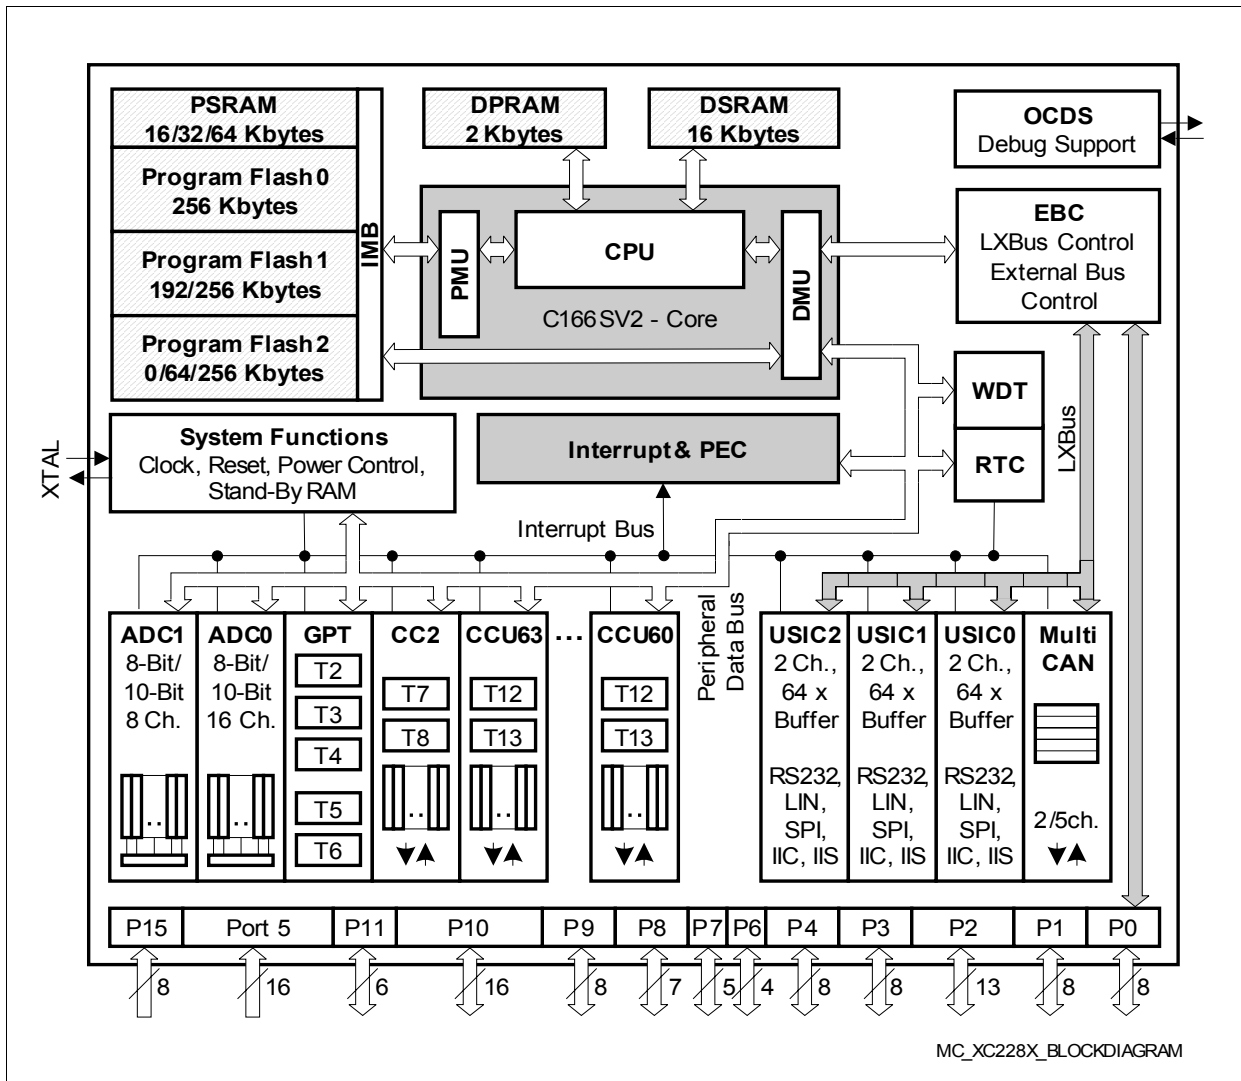 PSRAM
16/32/64 Kbytes
Program Flash 0
256 Kbytes
Program Flash 1
192/256 Kbytes
Program Flash 2
0/64/256 Kbytes
IMB
DPRAM
2 Kbytes
DSRAM
16 Kbytes
OCDS
Debug Support
PMU
CPU
DMU
C166SV2 - Core
EBC
LXBus Control
External Bus
Control
WDT
RTC
LXBus
XTAL
System Functions
Clock, Reset, Power Control,
Stand-By RAM
Interrupt & PEC
Interrupt Bus
Peripheral
Data Bus
ADC1
8-Bit/
10-Bit
8 Ch.
ADC0
8-Bit/
10-Bit
16 Ch.
GPT
T2
T3
T4
T5
T6
CC2
T7
T8
CCU63
T12
T13
...
CCU60
T12
T13
USIC2
2 Ch.,
64 x
Buffer
RS232,
LIN,
SPI,
IIC, IIS
USIC1
2 Ch.,
64 x
Buffer
RS232,
LIN,
SPI,
IIC, IIS
USIC0
2 Ch.,
64 x
Buffer
RS232,
LIN,
SPI,
IIC, IIS
Multi
CAN
2/5ch.
P15 Port 5 P11 P10 P9 P8 P7 P6 P4 P3 P2 P1 P0
8 16 6 16 8 7 5 4 8 8 13 8 8
MC_XC228X_BLOCKDIAGRAM